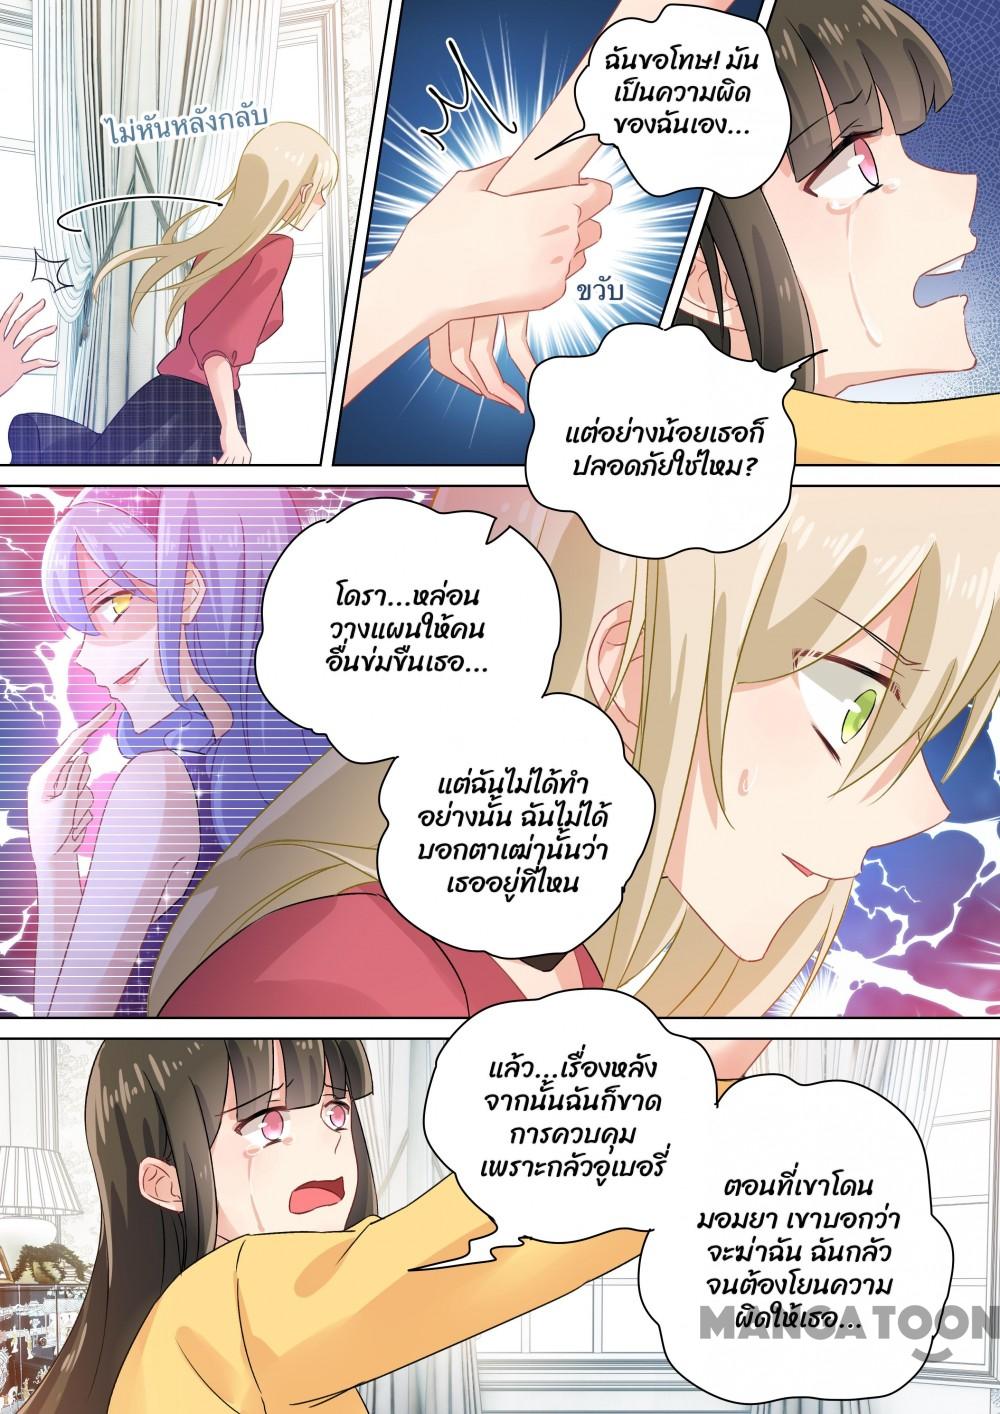 ไม่หันหลังกลับ
ฉันขอโทษ! มัน
เป็นความผิด
ของฉันเอง...
ขวับ
แต่อย่างน้อยเธอก็
ปลอดภัยใช่ไหม?
โดรา...หล่อน
วางแผนให้คน
อื่นข่มขืนเธอ...
แต่ฉันไม่ได้ทำ
อย่างนั้น ฉันไม่ได้
บอกตาเฒ่านั้นว่า
เธออยู่ที่ไหน
แล้ว...เรื่องหลัง
จากนั้นฉันก็ขาด
การควบคุม
เพราะกลัวอูเบอรี่
ตอนที่เขาโดน
มอมยา เขาบอกว่า
จะฆ่าฉัน ฉันกลัว
จนต้องโยนความ
ผิดให้เธอ...
MANGATOON